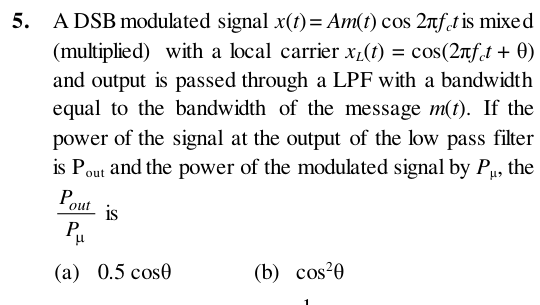 5. A DSB modulated signal x(t) = Am(t) cos 2πf_c t is mixed
(multiplied) with a local carrier x_L(t) = cos(2πf_c t + θ)
and output is passed through a LPF with a bandwidth
equal to the bandwidth of the message m(t). If the
power of the signal at the output of the low pass filter
is P_out and the power of the modulated signal by P_μ, the
P_out / P_μ is
(a) 0.5 cosθ (b) cos²θ